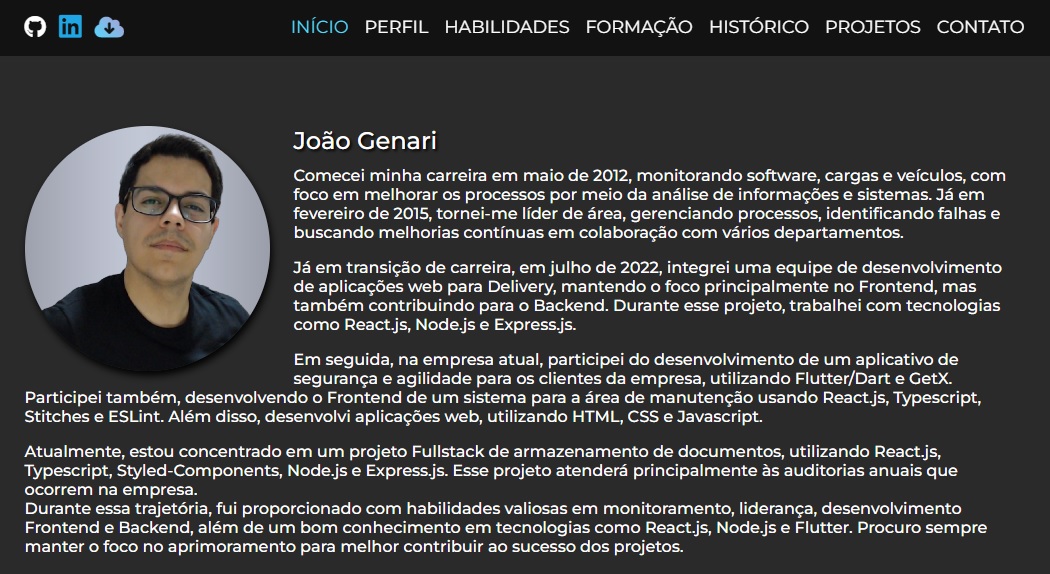 in
INÍCIO PERFIL HABILIDADES FORMAÇÃO HISTÓRICO PROJETOS CONTATO
João Genari
Comecei minha carreira em maio de 2012, monitorando software, cargas e veículos, com
foco em melhorar os processos por meio da análise de informações e sistemas. Já em
fevereiro de 2015, tornei-me líder de área, gerenciando processos, identificando falhas e
buscando melhorias contínuas em colaboração com vários departamentos.
Já em transição de carreira, em julho de 2022, integrei uma equipe de desenvolvimento
de aplicações web para Delivery, mantendo o foco principalmente no Frontend, mas
também contribuindo para o Backend. Durante esse projeto, trabalhei com tecnologias
como React.js, Node.js e Express.js.
Em seguida, na empresa atual, participei do desenvolvimento de um aplicativo de
segurança e agilidade para os clientes da empresa, utilizando Flutter/Dart e GetX.
Participei também, desenvolvendo o Frontend de um sistema para a área de manutenção usando React.js, Typescript,
Stitches e ESLint. Além disso, desenvolvi aplicações web, utilizando HTML, CSS e Javascript.
Atualmente, estou concentrado em um projeto Fullstack de armazenamento de documentos, utilizando React.js,
Typescript, Styled-Components, Node.js e Express.js. Esse projeto atenderá principalmente às auditorias anuais que
ocorrem na empresa.
Durante essa trajetória, fui proporcionado com habilidades valiosas em monitoramento, liderança, desenvolvimento
Frontend e Backend, além de um bom conhecimento em tecnologias como React.js, Node.js e Flutter. Procuro sempre
manter o foco no aprimoramento para melhor contribuir ao sucesso dos projetos.